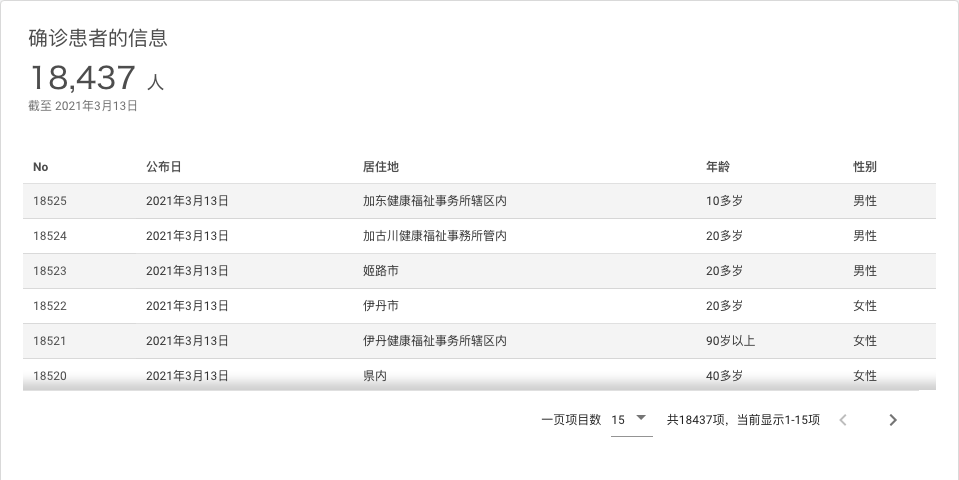 确诊患者的信息
18,437 人
截至 2021年3月13日
No 公布日 居住地 年龄 性别
18525 2021年3月13日 加东健康福祉事务所辖区内 10多岁 男性
18524 2021年3月13日 加古川健康福祉事務所管内 20多岁 男性
18523 2021年3月13日 姬路市 20多岁 男性
18522 2021年3月13日 伊丹市 20多岁 女性
18521 2021年3月13日 伊丹健康福祉事务所辖区内 90岁以上 女性
18520 2021年3月13日 県内 40多岁 女性
一页项目数 15 共18437项，当前显示1-15项